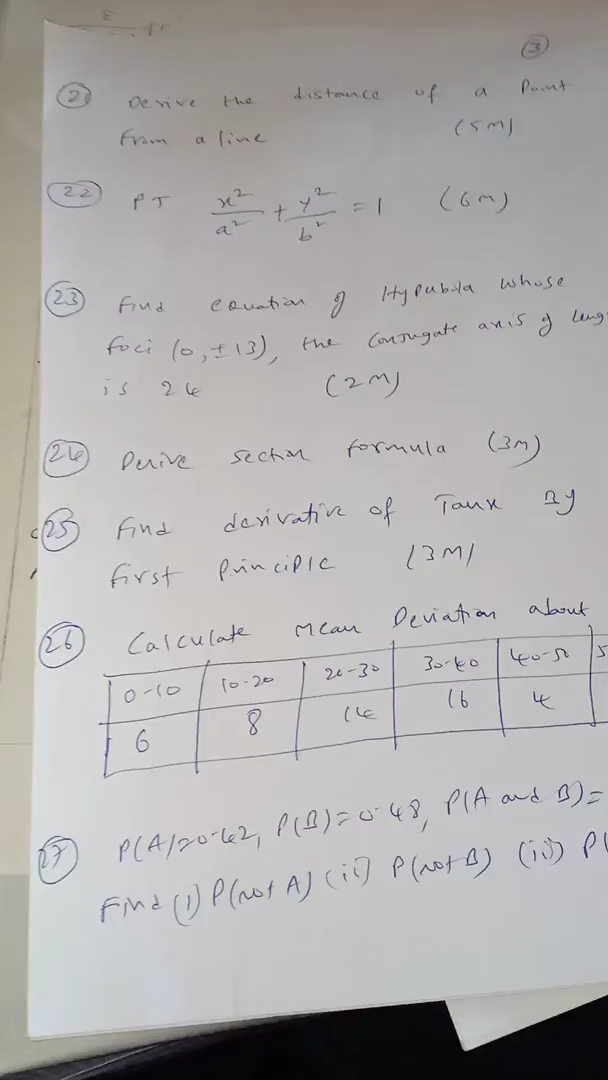 3
21 Derive the distance of a Point
from a line (5M)
22 PT x²/a² + y²/b² = 1 (6m)
23 Find equation of Hypubila whose
foci (0, ±13), the conjugate axis of leng
is 24 (2M)
24 Derive section formula (3m)
25 Find derivative of Tanx By
first principle (3M)
26 Calculate Mean Deviation about
0-10 10-20 20-30 30-40 40-50 5
6 8 14 16 4
27 P(A)=0.42, P(B)=0.48, P(A and B)=
Find (i) P(not A) (ii) P(not B) (iii) P(